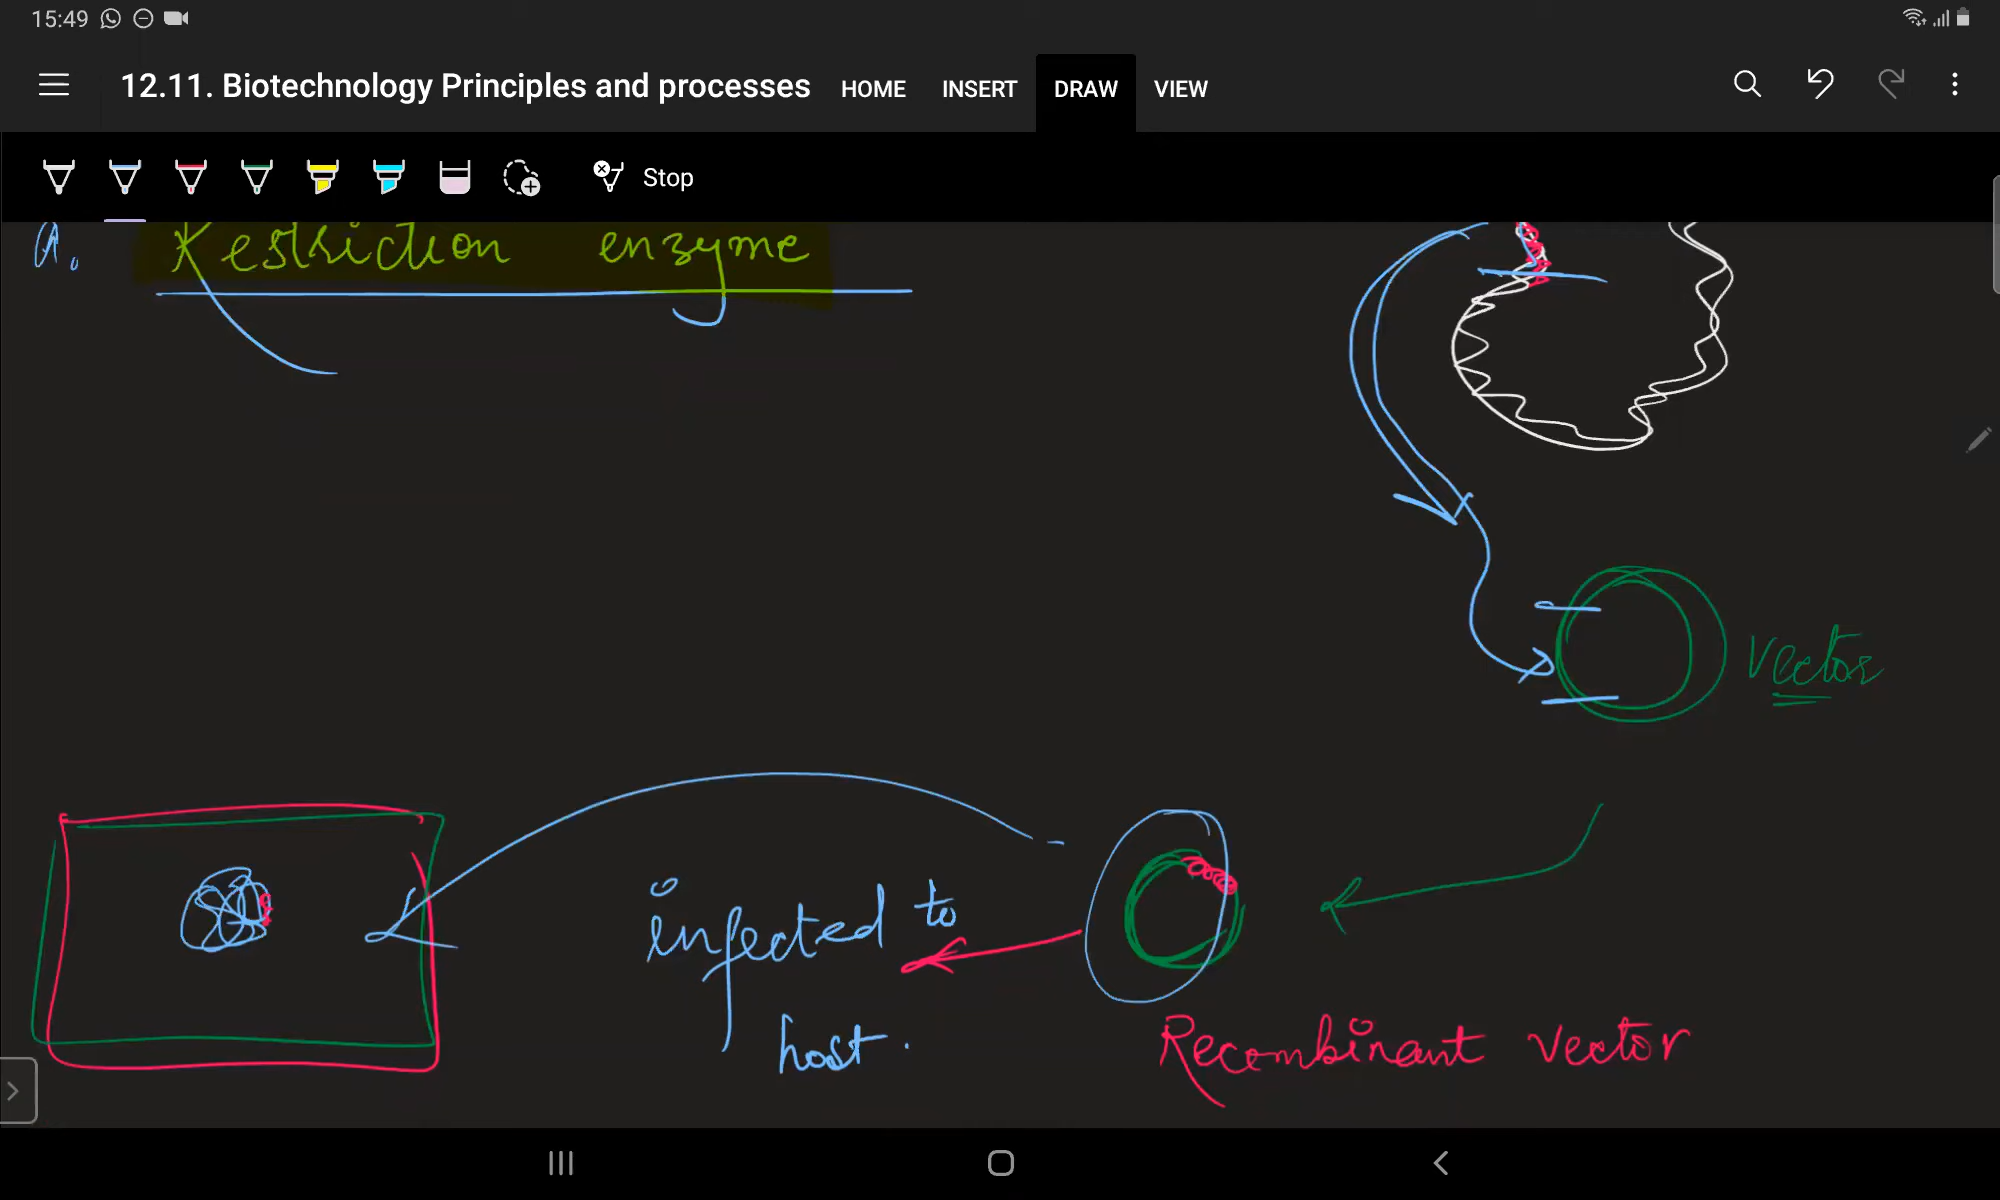 15:49
12.11. Biotechnology Principles and processes HOME INSERT DRAW VIEW
Stop
a. Restriction enzyme
Vector
infected to
host.
Recombinant vector